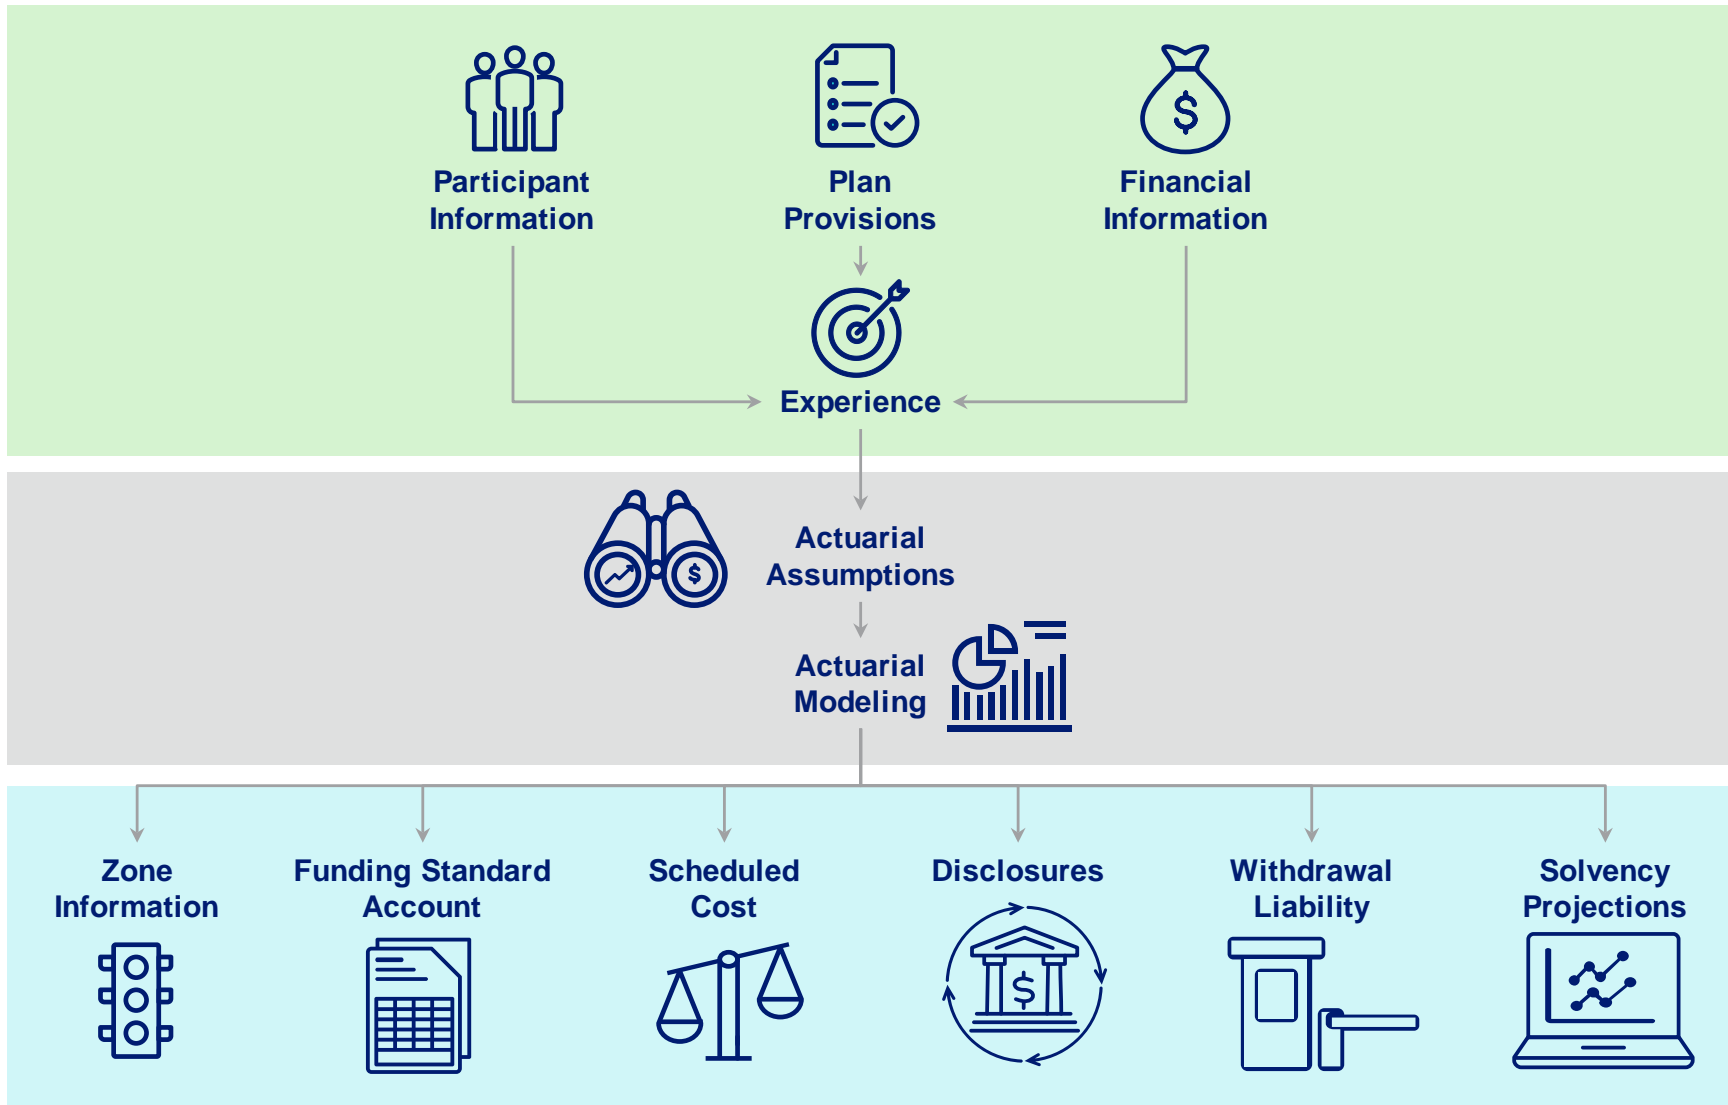 Participant
Information
Plan
Provisions
Financial
Information
Experience
Actuarial
Assumptions
Actuarial
Modeling
Zone
Information
Funding Standard
Account
Scheduled
Cost
Disclosures
Withdrawal
Liability
Solvency
Projections